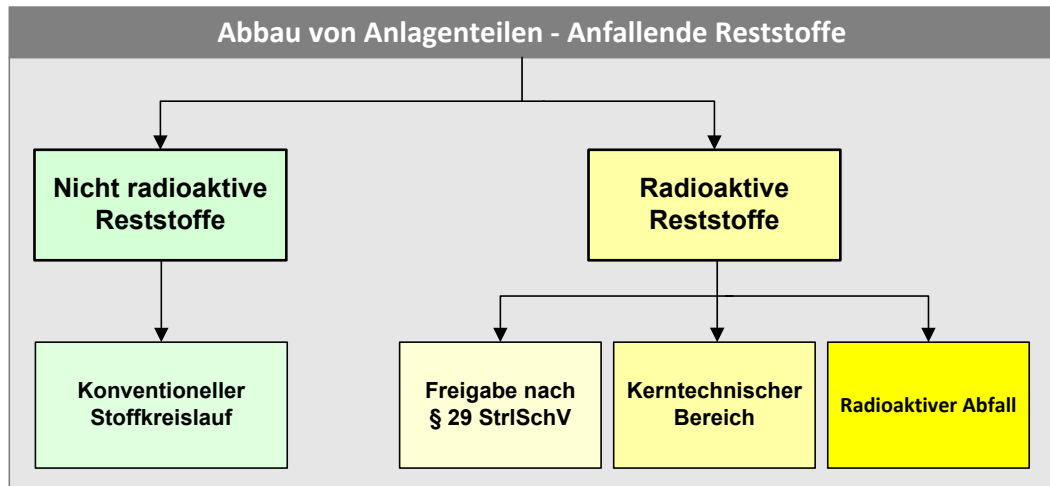 Abbau von Anlagenteilen - Anfallende Reststoffe
Nicht radioaktive
Reststoffe
Radioaktive
Reststoffe
Konventioneller
Stoffkreislauf
Freigabe nach
§ 29 StrlSchV
Kerntechnischer
Bereich
Radioaktiver Abfall